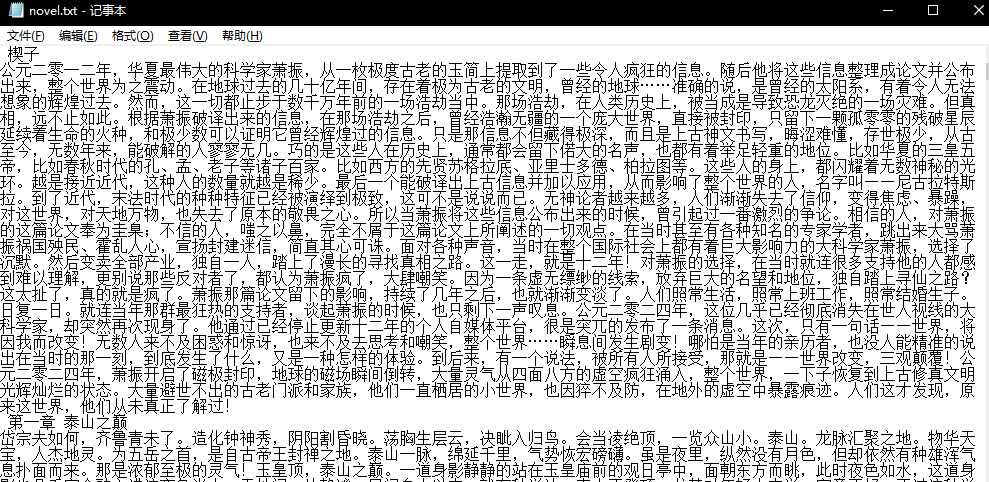 novel.txt - 记事本
文件(F) 编辑(E) 格式(O) 查看(V) 帮助(H)
楔子
公元二零一二年，华夏最伟大的科学家萧振，从一枚极度古老的玉简上提取到了一些令人疯狂的信息。随后他将这些信息整理成论文并公布
出来，整个世界为之震动。在地球过去的几十亿年间，存在着极为古老的文明，曾经的地球……准确的说，是曾经的太阳系，有着令人无法
想象的辉煌过去。然而，这一切都止步于数千万年前的一场浩劫当中。那场浩劫，在人类历史上，被当成是导致恐龙灭绝的一场灾难。但真
相，远不止如此。根据萧振破译出来的信息，在那场浩劫之后，曾经浩瀚无疆的一个庞大世界，直接被封印，只留下一颗孤零零的残破星辰
延续着生命的火种，和极少数可以证明它曾经辉煌过的信息。只是那信息不但藏得极深，而且是上古神文书写，晦涩难懂，存世极少，从古
至今，无数年来，能破解的人寥寥无几。巧的是这些人在历史上，通常都会留下偌大的名声，也都有着举足轻重的地位。比如华夏的三皇五
帝，比如春秋时代的孔、孟、老子等诸子百家。比如西方的先贤苏格拉底、亚里士多德、柏拉图等。这些人的身上，都闪耀着无数神秘的光
环。越是接近近代，这种人的数量就越是稀少。最后一个能破译出上古信息并加以应用，从而影响了整个世界的人，名字叫——尼古拉特斯
拉。到了近代，末法时代的种种特征已经被演绎到极致，这可不是说说而已。无神论者越来越多，人们渐渐失去了信仰，变得焦虑、暴躁，
对这世界，对天地万物，也失去了原本的敬畏之心。所以当萧振将这些信息公布出来的时候，曾引起过一番激烈的争论。相信的人，对萧振
的这篇论文奉为圭臬；不信的人，嗤之以鼻，完全不屑于这篇论文上所阐述的一切观点。在当时甚至有各种知名的专家学者，跳出来大骂萧
振祸国殃民、霍乱人心，宣扬封建迷信，简直其心可诛。面对各种声音，当时在整个国际社会上都有着巨大影响力的大科学家萧振，选择了
沉默。然后变卖全部产业，独自一人，踏上了漫长的寻找真相之路。这一走，就是十二年！对萧振的选择，在当时就连很多支持他的人都感
到难以理解，更别说那些反对者了，都认为萧振疯了，大肆嘲笑。因为一条虚无缥缈的线索，放弃巨大的名望和地位，独自踏上寻仙之路？
这太扯了，真的就是疯了。萧振那篇论文留下的影响，持续了几年之后，也就渐渐变淡了。人们照常生活，照常上班工作，照常结婚生子。
日复一日。就连当年那群最狂热的支持者，谈起萧振的时候，也只剩下一声叹息。公元二零二四年，这位几乎已经彻底消失在世人视线的大
科学家，却突然再次现身了。他通过已经停止更新十二年的个人自媒体平台，很是突兀的发布了一条消息。这次，只有一句话——世界，将
因我而改变！无数人来不及困惑和惊讶，也来不及去思考和嘲笑，整个世界……瞬息间发生剧变！哪怕是当年的亲历者，也没人能精准的说
出在当时的那一刻，到底发生了什么，又是一种怎样的体验。到后来，有一个说法，被所有人所接受，那就是——世界改变，三观颠覆！公
元二零二四年，萧振开启了磁极封印，地球的磁场瞬间倒转，大量灵气从四面八方的虚空疯狂涌入，整个世界，一下子恢复到上古修真文明
光辉灿烂的状态。大量避世不出的古老门派和家族，他们一直栖居的小世界，也因猝不及防，在地外的虚空中暴露痕迹。人们这才发现，原
来这世界，他们从未真正了解过！
第一章 泰山之巅
岱宗夫如何，齐鲁青未了。造化钟神秀，阴阳割昏晓。荡胸生层云，决眦入归鸟。会当凌绝顶，一览众山小。泰山。龙脉汇聚之地。物华天
宝，人杰地灵。为五岳之首，是自古帝王封禅之地。泰山一脉，绵延千里，气势恢宏磅礴。虽是夜里，纵然没有月色，但却依然有种雄浑气
息扑面而来。那是浓郁至极的灵气！玉皇顶，泰山之巅。一道身影静静的站在玉皇庙前的观日亭中，面朝东方而眺，此时夜色如水，这道身